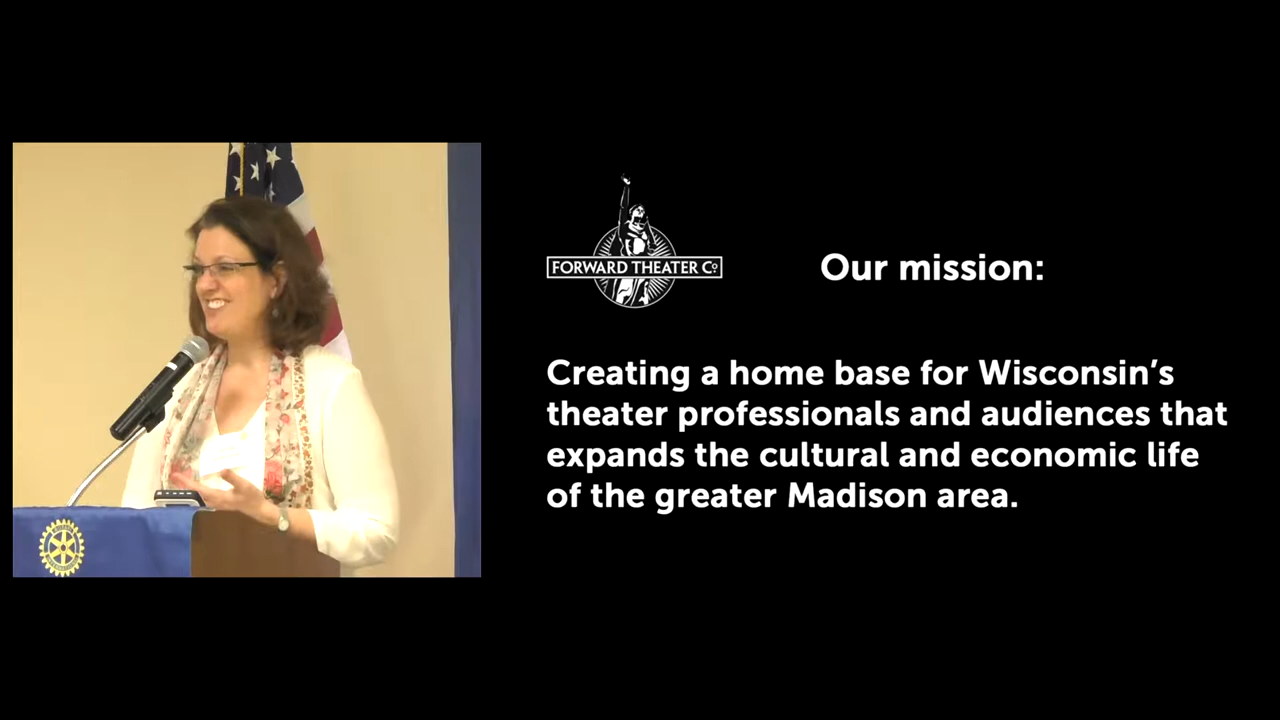 FORWARD THEATER Co
Our mission:
Creating a home base for Wisconsin’s
theater professionals and audiences that
expands the cultural and economic life
of the greater Madison area.